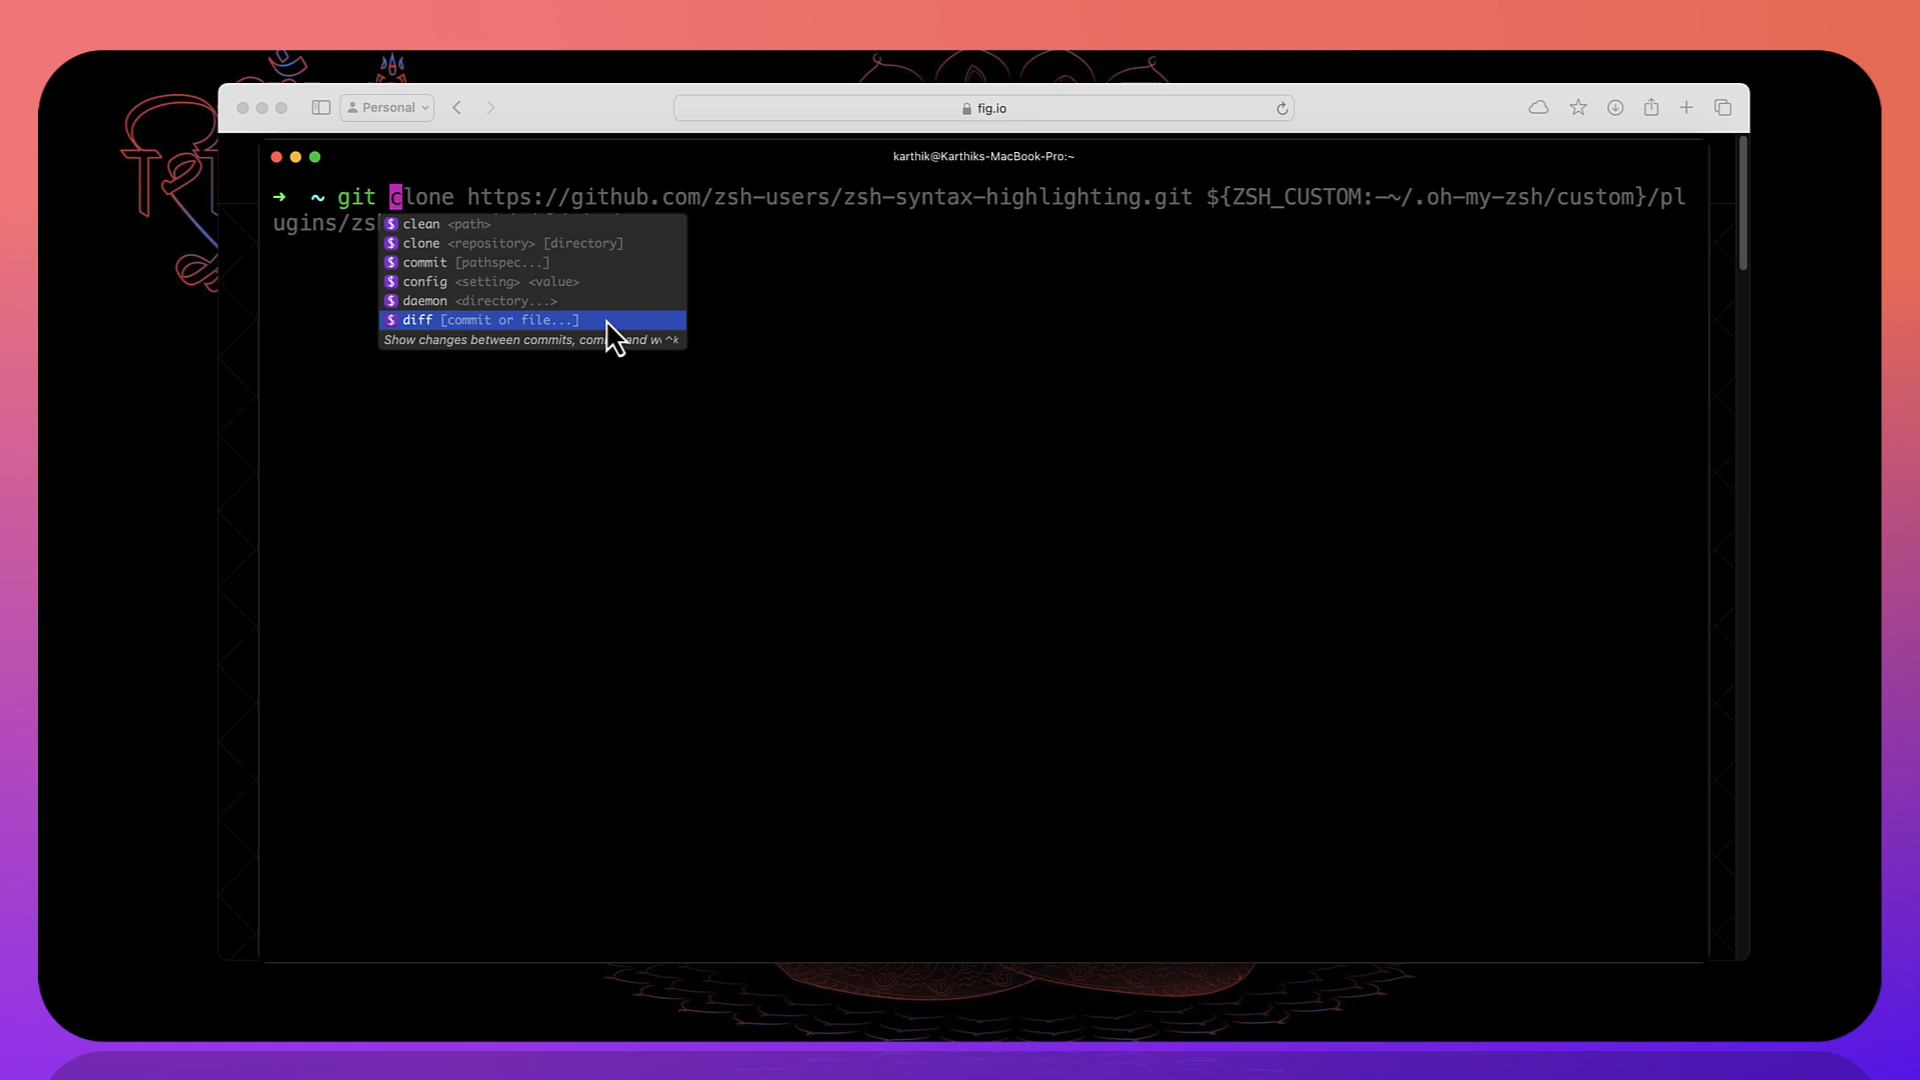 Personal
fig.io
karthik@Karthiks-MacBook-Pro:~
➜ ~ git clone https://github.com/zsh-users/zsh-syntax-highlighting.git ${ZSH_CUSTOM:-~/.oh-my-zsh/custom}/pl
ugins/zs
$ clean <path>
$ clone <repository> [directory]
$ commit [pathspec...]
$ config <setting> <value>
$ daemon <directory...>
$ diff [commit or file...]
Show changes between commits, and ^k